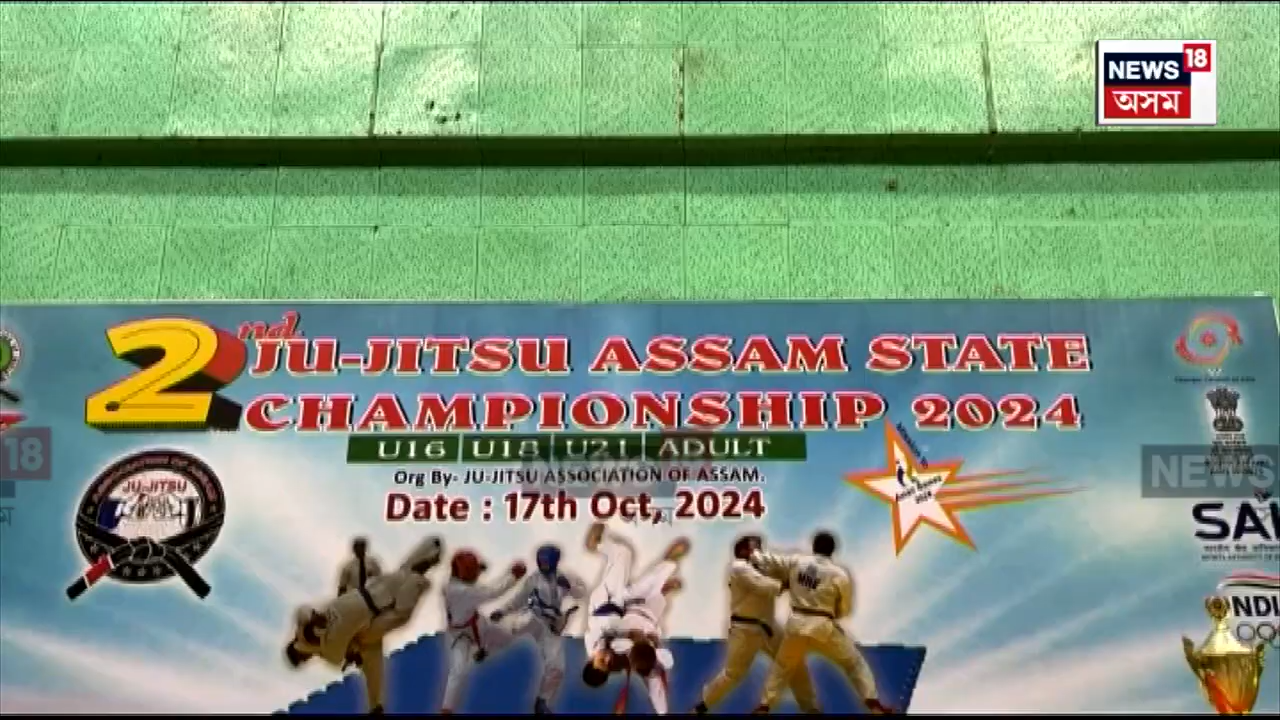 NEWS 18
অসম
2nd JU-JITSU ASSAM STATE
CHAMPIONSHIP 2024
U16 U18 U21 ADULT
Org By- JU-JITSU ASSOCIATION OF ASSAM.
Date : 17th Oct, 2024
JU-JITSU
18
NEWS
SAI
NDI